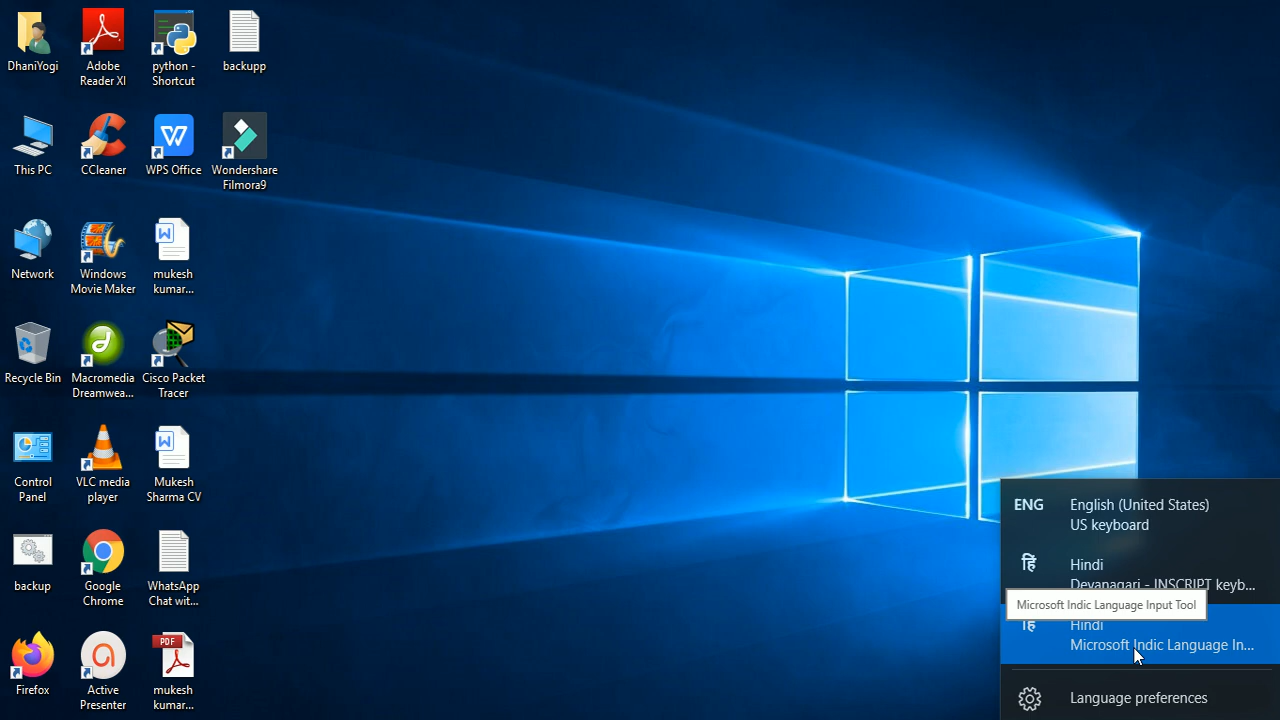 DhaniYogi
Adobe
Reader XI
python -
Shortcut
backupp
This PC
CCleaner
WPS Office
Wondershare
Filmora9
Network
Windows
Movie Maker
mukesh
kumar...
Recycle Bin
Macromedia
Dreamwea...
Cisco Packet
Tracer
Control
Panel
VLC media
player
Mukesh
Sharma CV
backup
Google
Chrome
WhatsApp
Chat wit...
Firefox
Active
Presenter
PDF
mukesh
kumar...
ENG English (United States)
US keyboard
हिं Hindi
Devanagari - INSCRIPT keyb...
Microsoft Indic Language Input Tool
हिं Hindi
Microsoft Indic Language In...
Language preferences